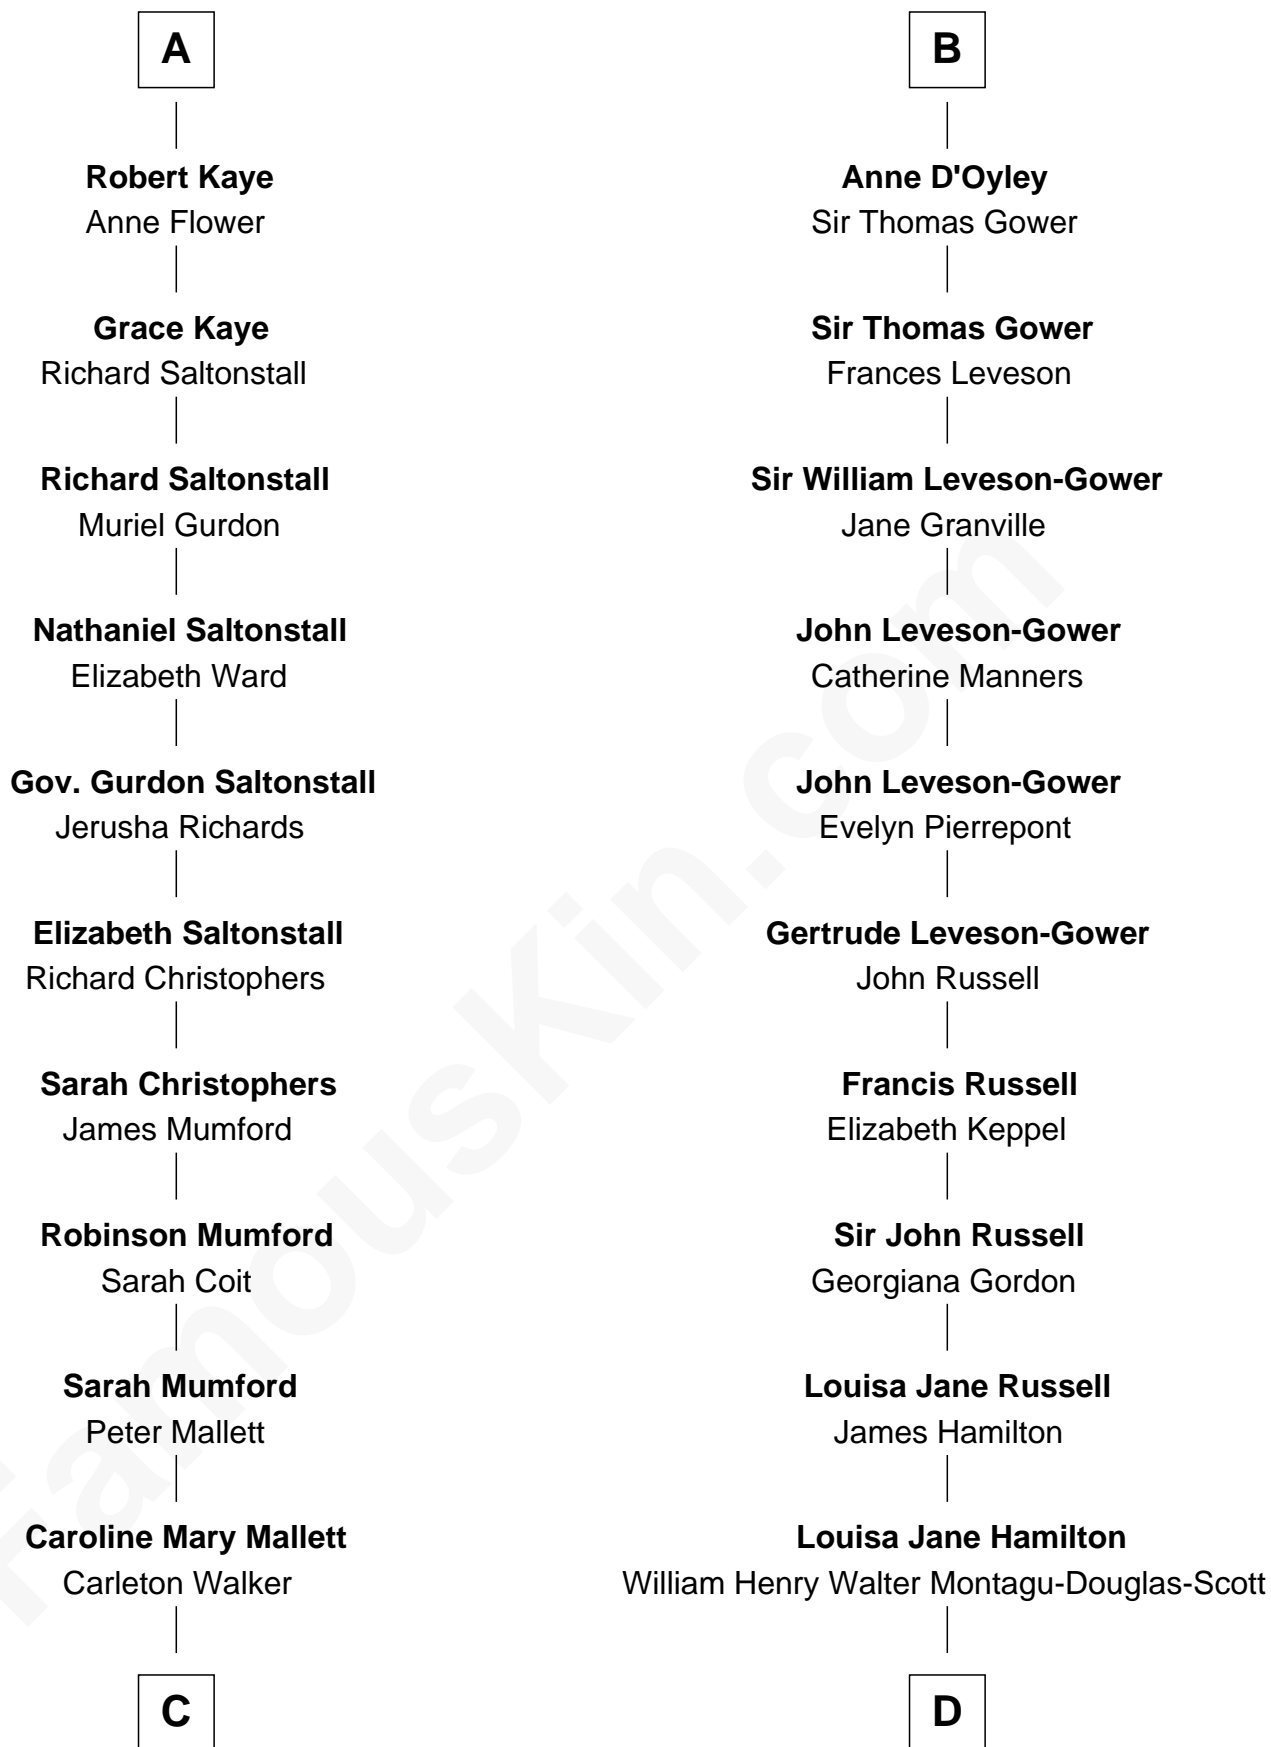 A
Robert Kaye
Anne Flower
Grace Kaye
Richard Saltonstall
Richard Saltonstall
Muriel Gurdon
Nathaniel Saltonstall
Elizabeth Ward
Gov. Gurdon Saltonstall
Jerusha Richards
Elizabeth Saltonstall
Richard Christophers
Sarah Christophers
James Mumford
Robinson Mumford
Sarah Coit
Sarah Mumford
Peter Mallett
Caroline Mary Mallett
Carleton Walker
C
B
Anne D'Oyley
Sir Thomas Gower
Sir Thomas Gower
Frances Leveson
Sir William Leveson-Gower
Jane Granville
John Leveson-Gower
Catherine Manners
John Leveson-Gower
Evelyn Pierrepont
Gertrude Leveson-Gower
John Russell
Francis Russell
Elizabeth Keppel
Sir John Russell
Georgiana Gordon
Louisa Jane Russell
James Hamilton
Louisa Jane Hamilton
William Henry Walter Montagu-Douglas-Scott
D
FamousKin.com